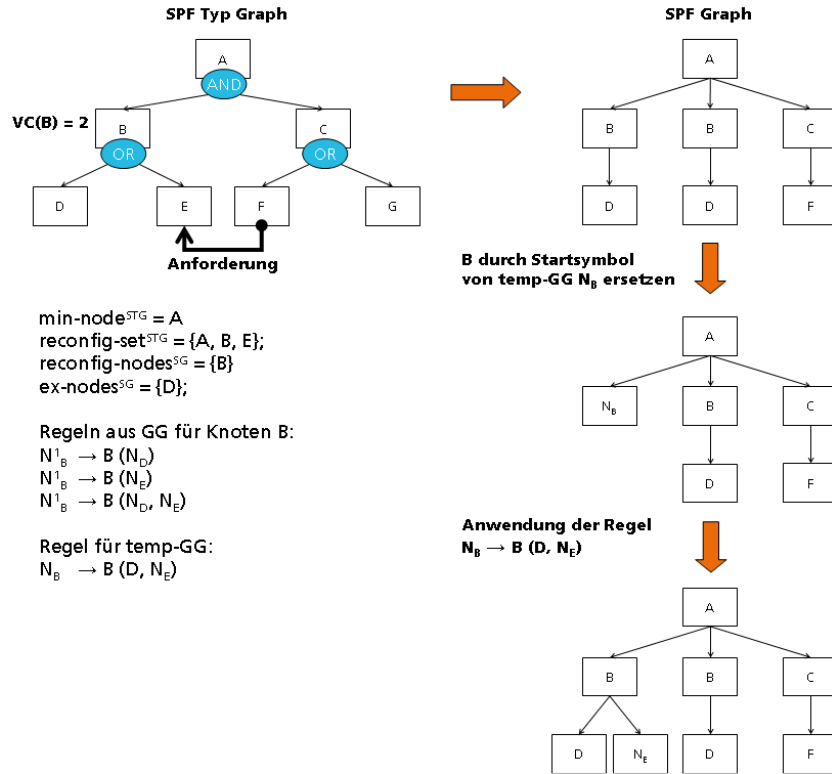 SPF Typ Graph
A
AND
VC(B) = 2
B
C
OR
OR
D
E
F
G
Anforderung
min-node^STG = A
reconfig-set^STG = {A, B, E};
reconfig-nodes^SG = {B}
ex-nodes^SG = {D};
Regeln aus GG für Knoten B:
N¹_B → B (N_D)
N¹_B → B (N_E)
N¹_B → B (N_D, N_E)
Regel für temp-GG:
N_B → B (D, N_E)
SPF Graph
A
B
B
C
D
D
F
B durch Startsymbol
von temp-GG N_B ersetzen
A
N_B
B
C
D
F
Anwendung der Regel
N_B → B (D, N_E)
A
B
B
C
D
N_E
D
F